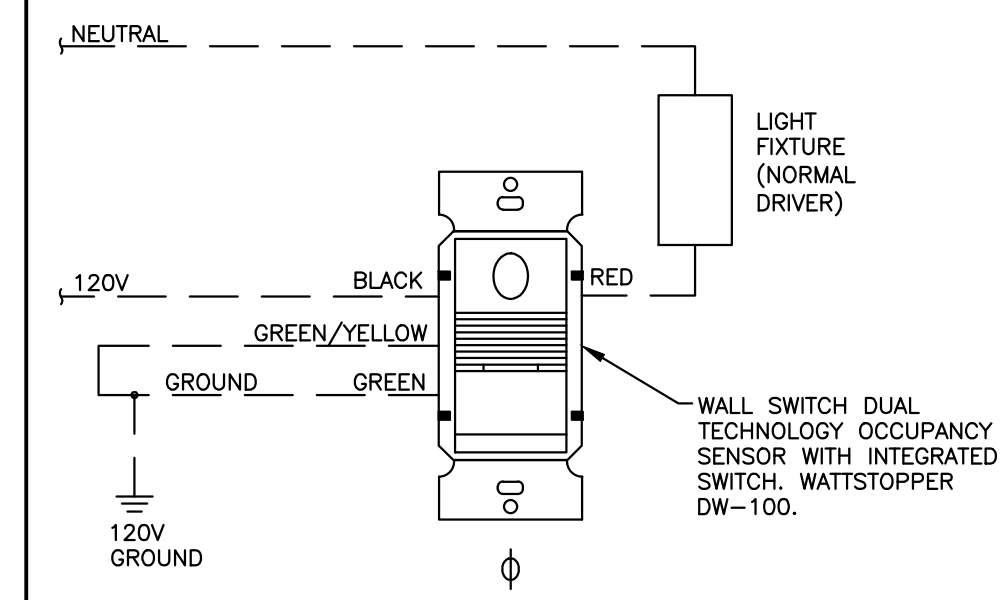 NEUTRAL
LIGHT
FIXTURE
(NORMAL
DRIVER)
120V
BLACK
RED
GREEN/YELLOW
GROUND
GREEN
WALL SWITCH DUAL
TECHNOLOGY OCCUPANCY
SENSOR WITH INTEGRATED
SWITCH. WATTSTOPPER
DW-100.
120V
GROUND